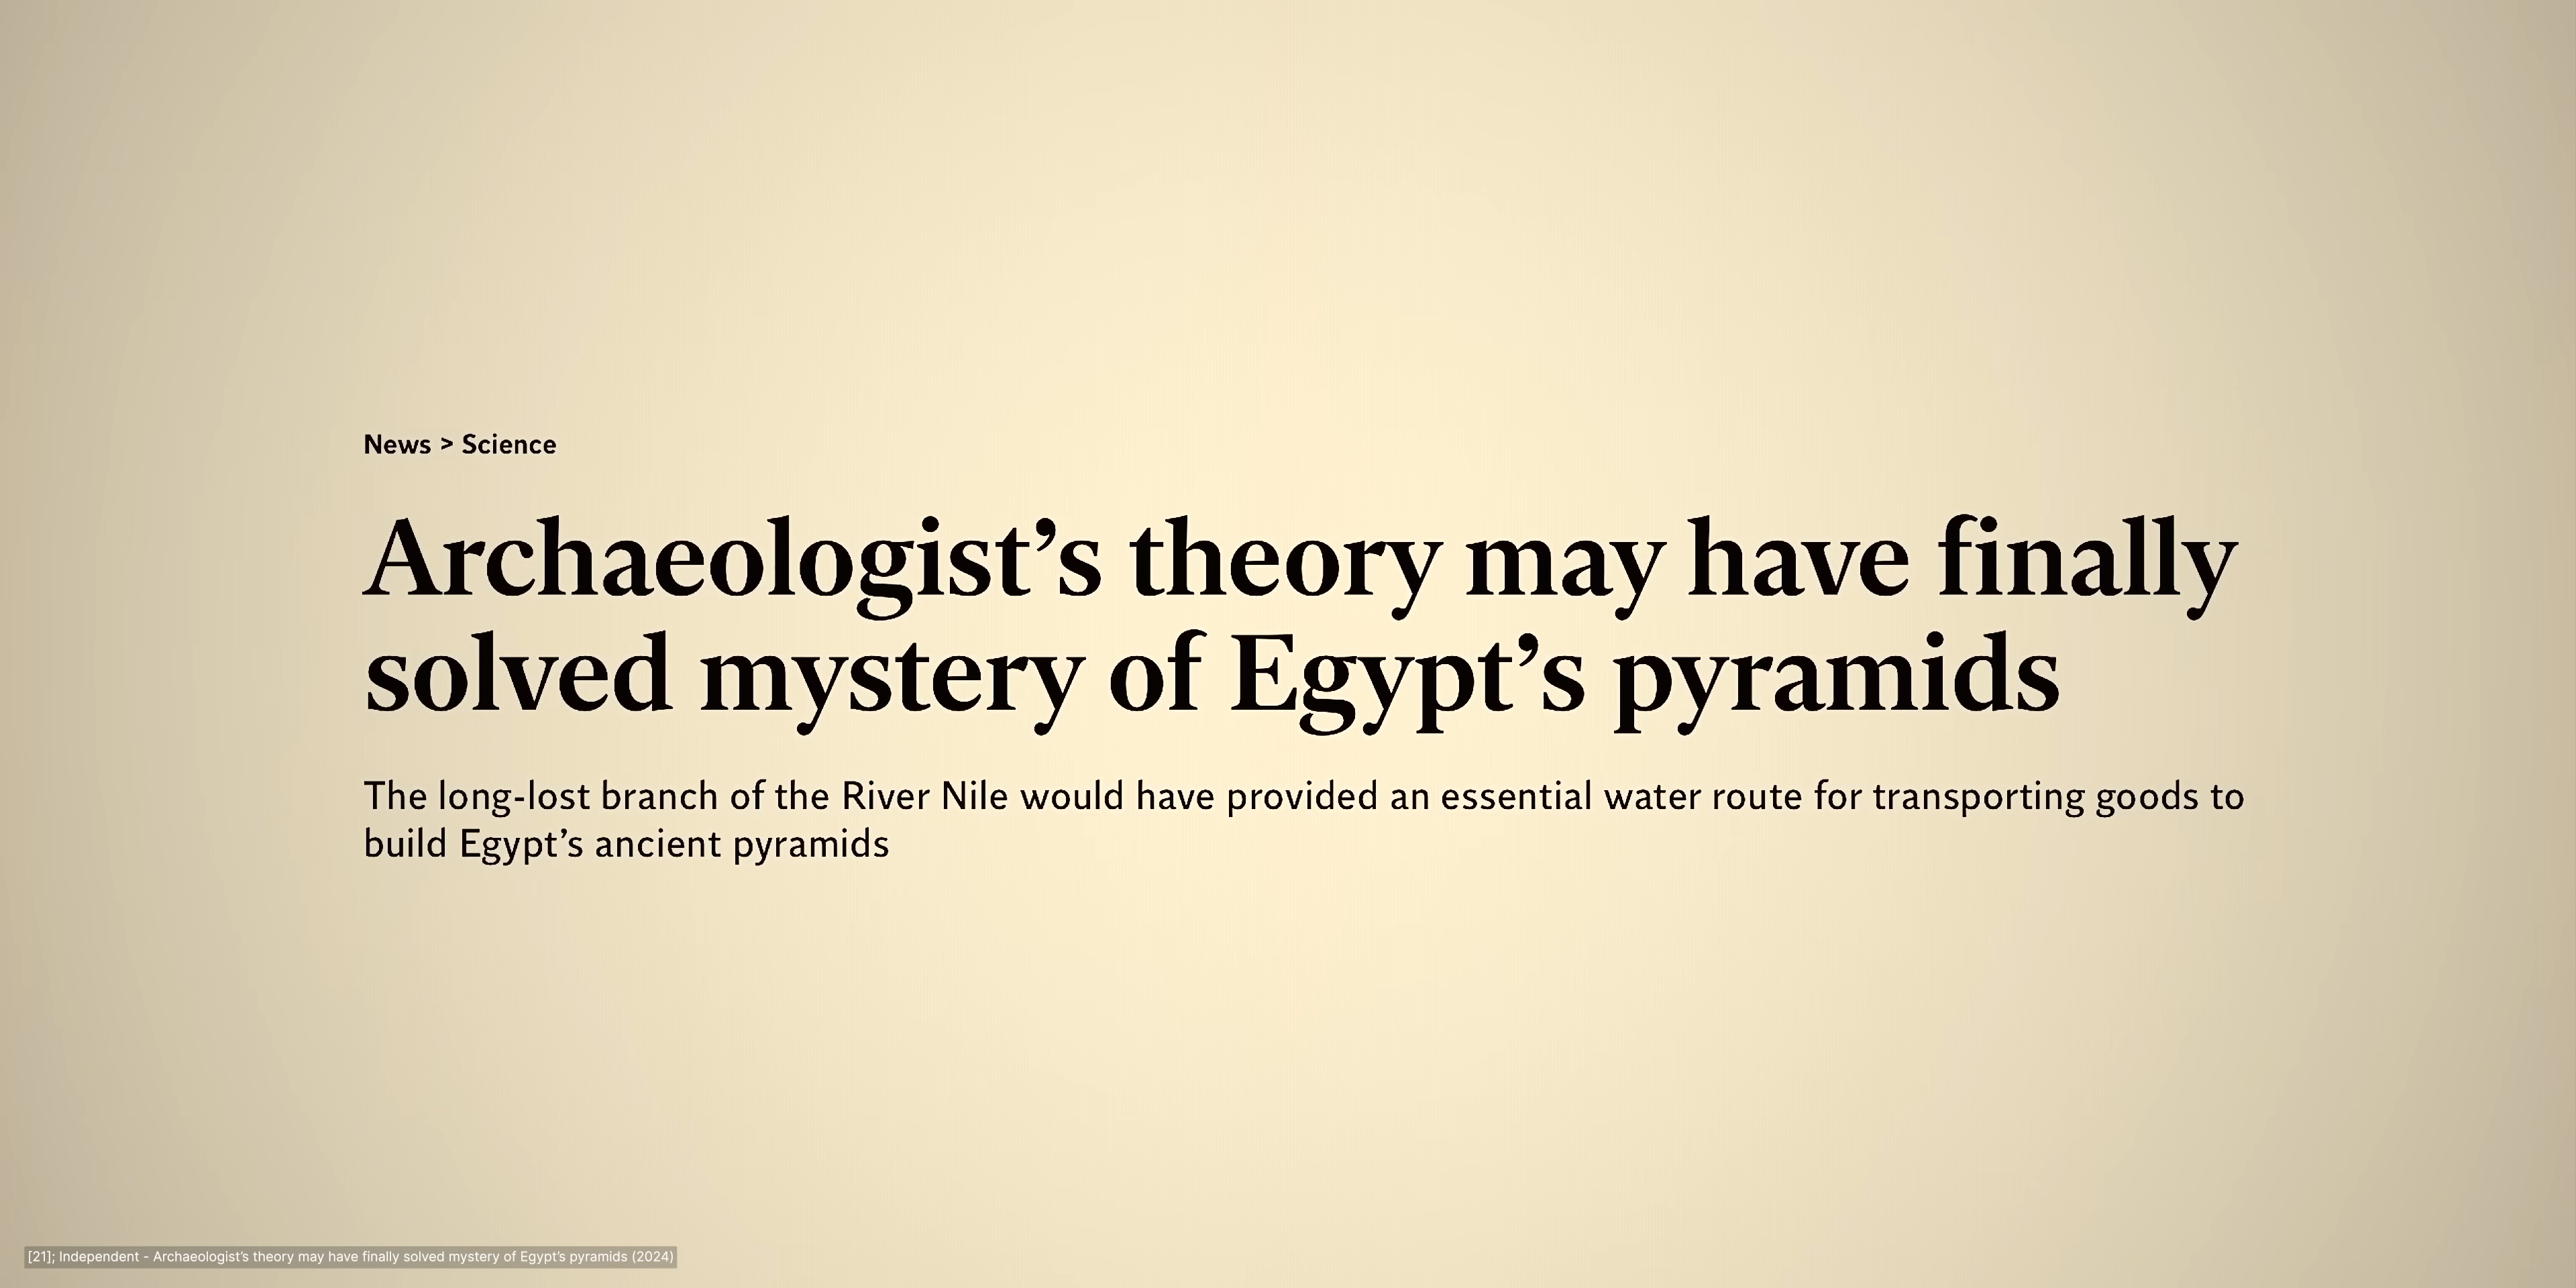 News > Science
Archaeologist’s theory may have finally
solved mystery of Egypt’s pyramids
The long-lost branch of the River Nile would have provided an essential water route for transporting goods to
build Egypt’s ancient pyramids
[21]; Independent - Archaeologist’s theory may have finally solved mystery of Egypt’s pyramids (2024)